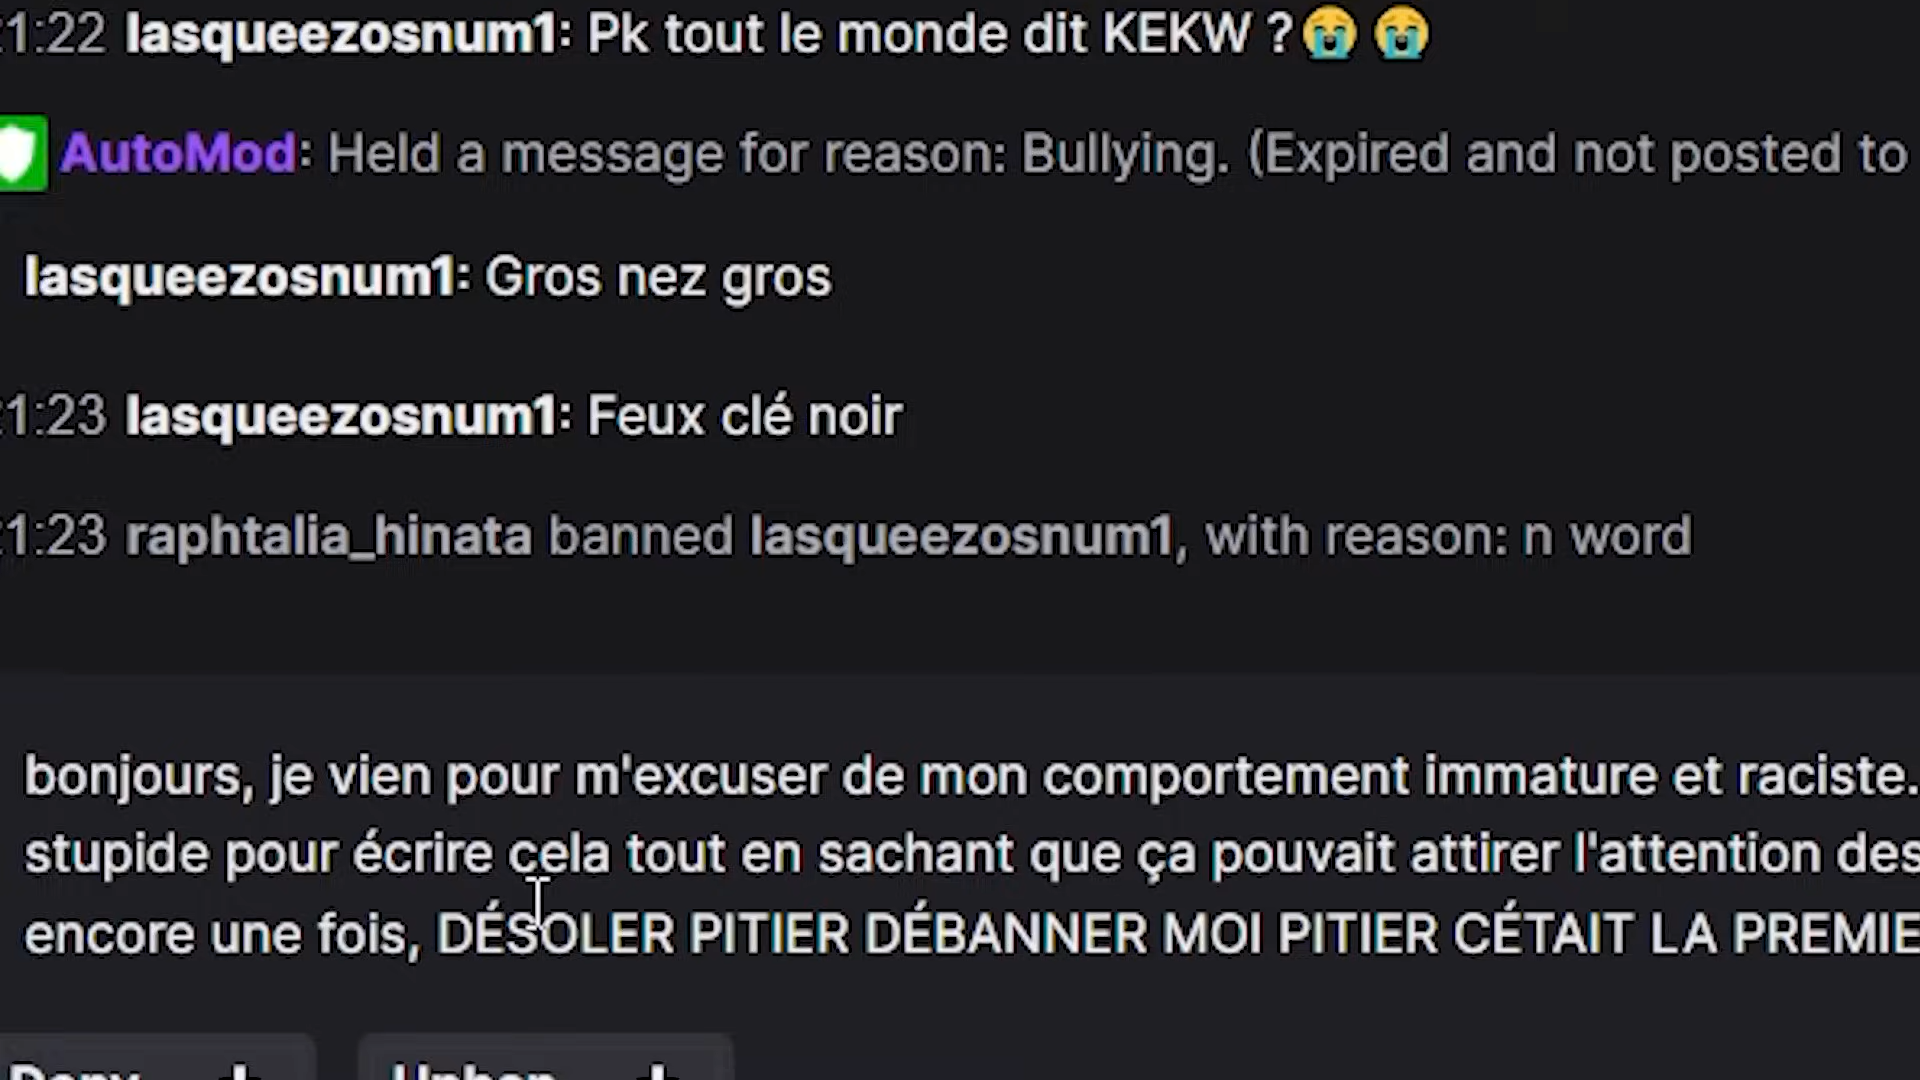 1:22 lasqueezosnum1: Pk tout le monde dit KEKW ?😭 😭
AutoMod: Held a message for reason: Bullying. (Expired and not posted to
lasqueezosnum1: Gros nez gros
1:23 lasqueezosnum1: Feux clé noir
1:23 raphtalia_hinata banned lasqueezosnum1, with reason: n word
bonjours, je vien pour m'excuser de mon comportement immature et raciste.
stupide pour écrire cela tout en sachant que ça pouvait attirer l'attention des
encore une fois, DÉSOLER PITIER DÉBANNER MOI PITIER CÉTAIT LA PREMIE
Deny Unban